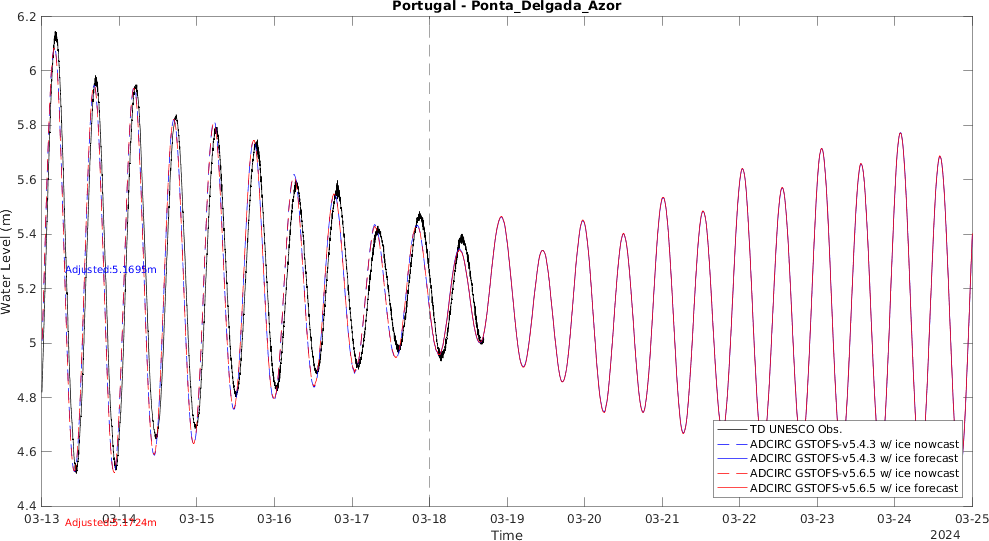 Portugal - Ponta_Delgada_Azor
6.2
6
5.8
5.6
5.4
5.2
5
4.8
4.6
4.4
Water Level (m)
Adjusted:5.1695m
Adjusted:5.1724m
TD UNESCO Obs.
ADCIRC GSTOFS-v5.4.3 w/ ice nowcast
ADCIRC GSTOFS-v5.4.3 w/ ice forecast
ADCIRC GSTOFS-v5.6.5 w/ ice nowcast
ADCIRC GSTOFS-v5.6.5 w/ ice forecast
03-13 03-14 03-15 03-16 03-17 03-18 03-19 03-20 03-21 03-22 03-23 03-24 03-25
Time
2024